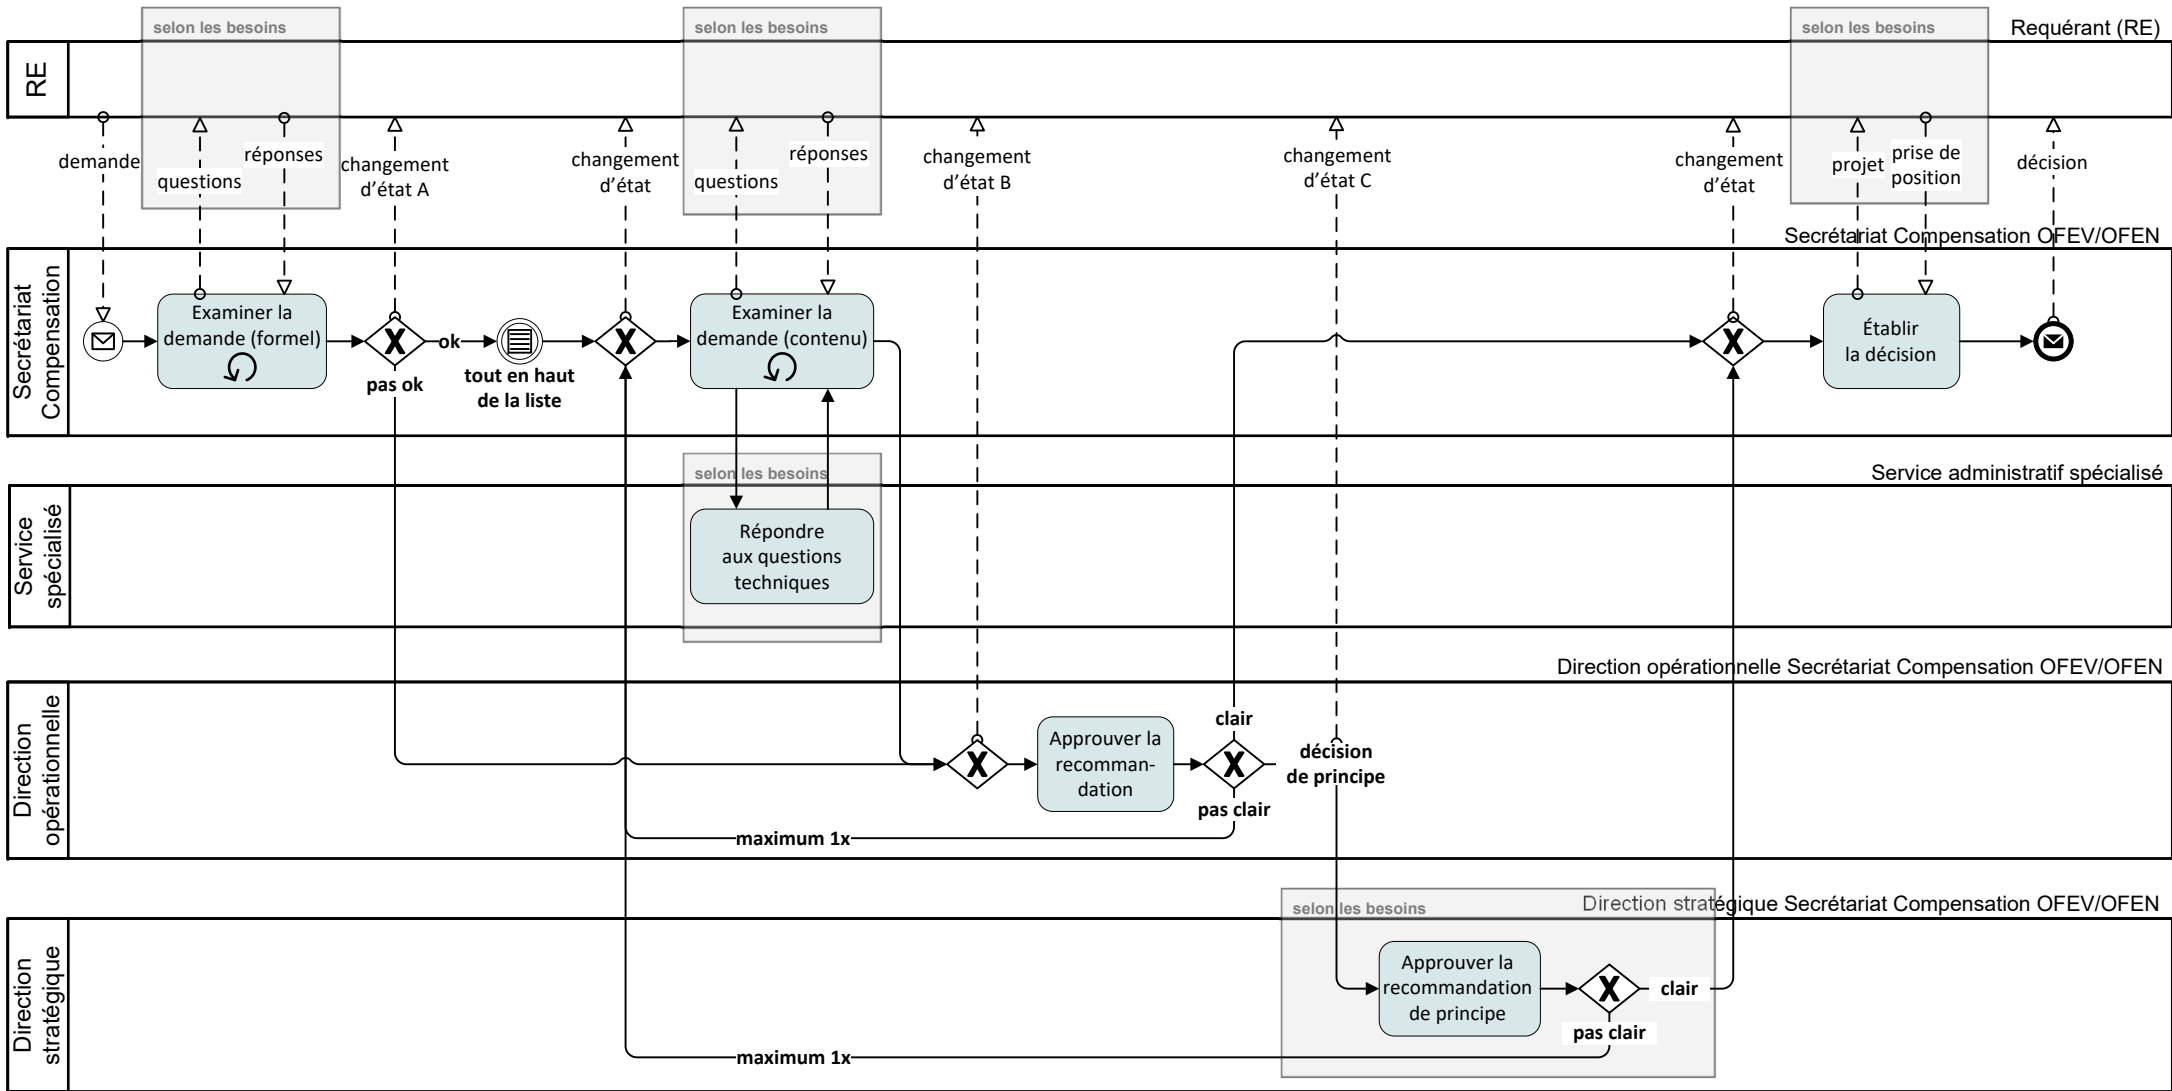 selon les besoins
selon les besoins
selon les besoins
Requérant (RE)
RE
demande
questions
réponses
changement
d'état A
changement
d'état
questions
réponses
changement
d'état B
changement
d'état C
changement
d'état
projet
prise de
position
décision
Secrétariat Compensation OFEV/OFEN
Secrétariat
Compensation
Examiner la
demande (formel)
X
ok
pas ok
tout en haut
de la liste
X
Examiner la
demande (contenu)
X
Établir
la décision
selon les besoins
Service administratif spécialisé
Service
spécialisé
Répondre
aux questions
techniques
Direction opérationnelle Secrétariat Compensation OFEV/OFEN
Direction
opérationnelle
X
Approuver la
recomman-
dation
clair
X
pas clair
décision
de principe
maximum 1x
selon les besoins
Direction stratégique Secrétariat Compensation OFEV/OFEN
Direction
stratégique
Approuver la
recommandation
de principe
X
clair
pas clair
maximum 1x